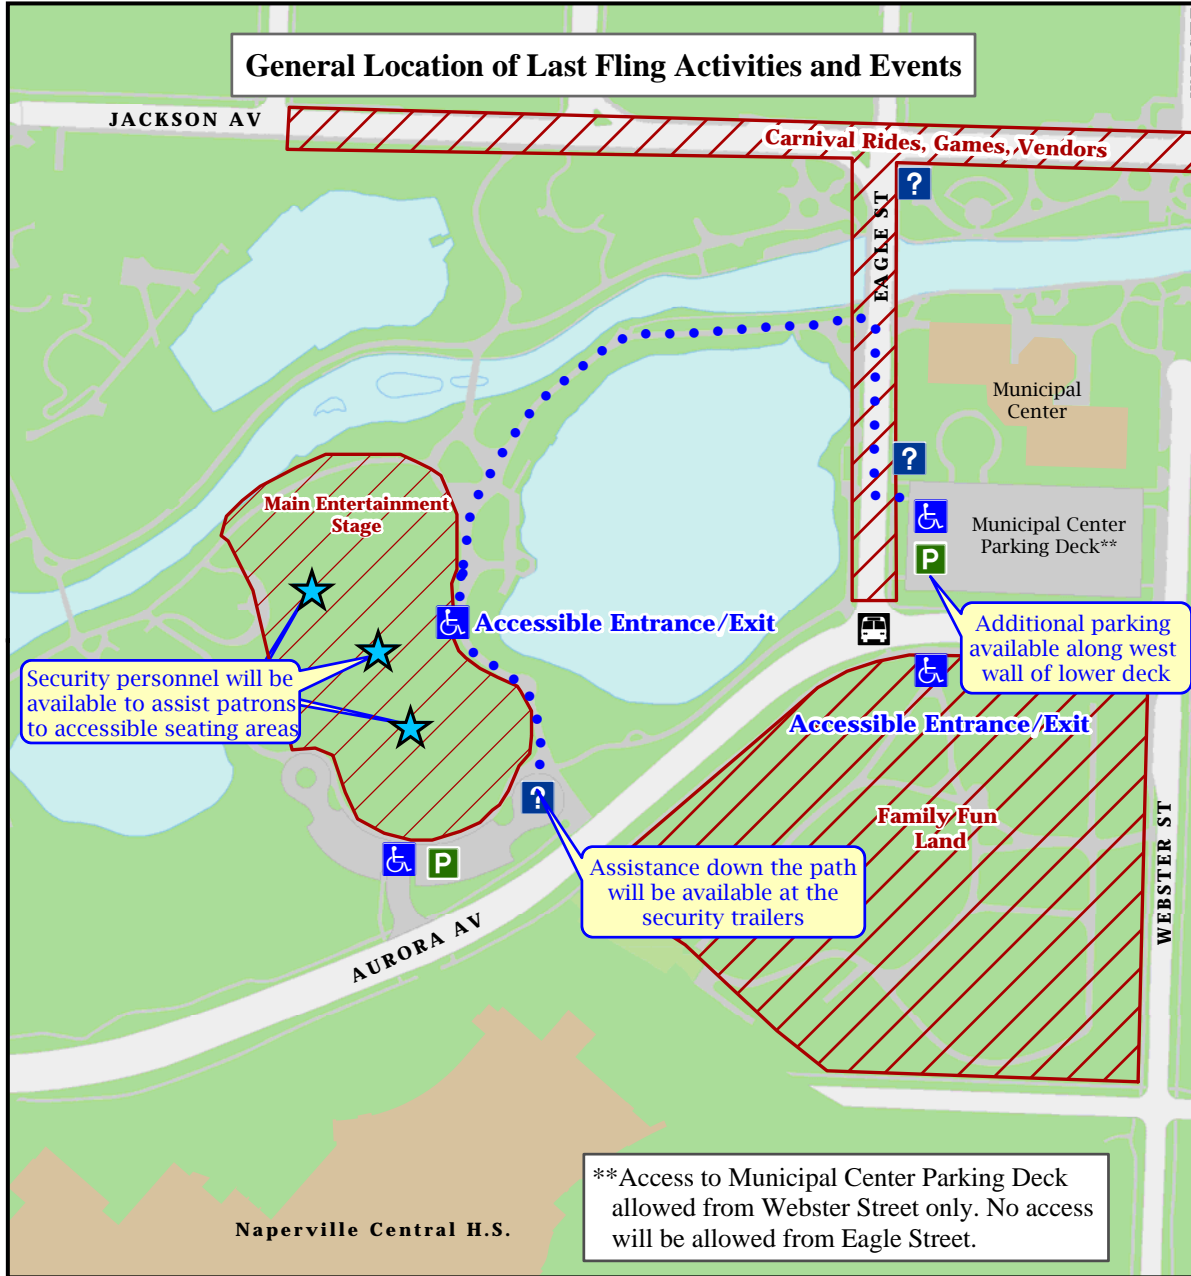 General Location of Last Fling Activities and Events
JACKSON AV
Carnival Rides, Games, Vendors
?
EAGLE ST
Municipal
Center
?
Main Entertainment
Stage
Municipal Center
Parking Deck**
P
Accessible Entrance/Exit
Additional parking
available along west
wall of lower deck
Security personnel will be
available to assist patrons
to accessible seating areas
Accessible Entrance/Exit
?
Family Fun
Land
WEBSTER ST
P
Assistance down the path
will be available at the
security trailers
AURORA AV
**Access to Municipal Center Parking Deck
allowed from Webster Street only. No access
will be allowed from Eagle Street.
Naperville Central H.S.